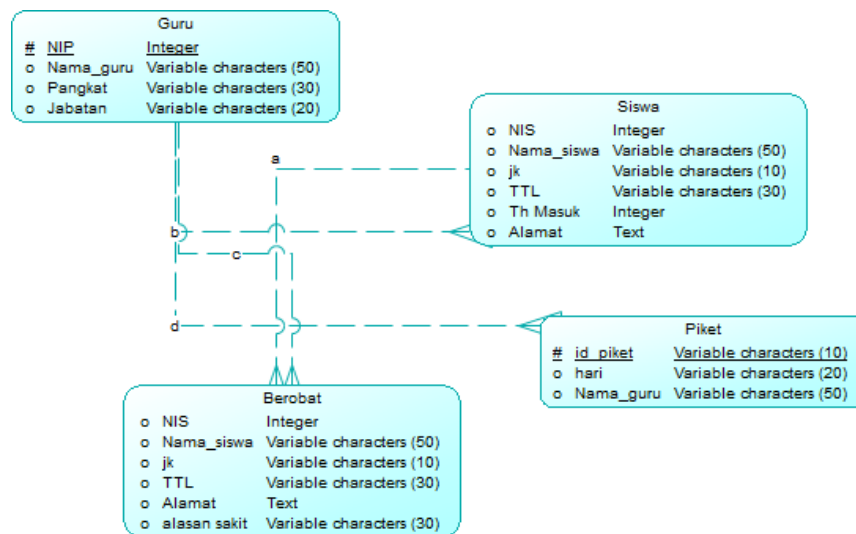 Guru
# NIP Integer
o Nama_guru Variable characters (50)
o Pangkat Variable characters (30)
o Jabatan Variable characters (20)
Siswa
o NIS Integer
o Nama_siswa Variable characters (50)
o jk Variable characters (10)
o TTL Variable characters (30)
o Th Masuk Integer
o Alamat Text
a
b
c
d
Piket
# id_piket Variable characters (10)
o hari Variable characters (20)
o Nama_guru Variable characters (50)
Berobat
o NIS Integer
o Nama_siswa Variable characters (50)
o jk Variable characters (10)
o TTL Variable characters (30)
o Alamat Text
o alasan sakit Variable characters (30)